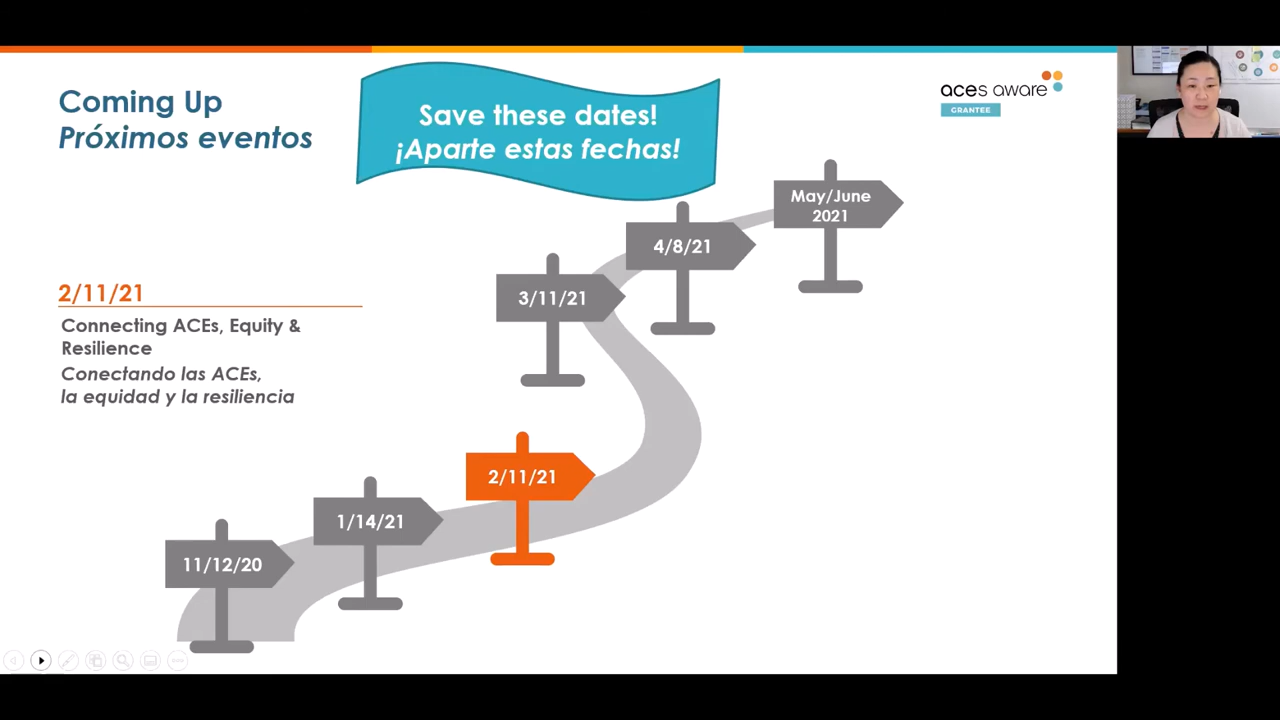 Coming Up
Próximos eventos
Save these dates!
¡Aparte estas fechas!
aces aware
GRANTEE
May/June
2021
4/8/21
3/11/21
2/11/21
Connecting ACEs, Equity &
Resilience
Conectando las ACEs,
la equidad y la resiliencia
2/11/21
1/14/21
11/12/20